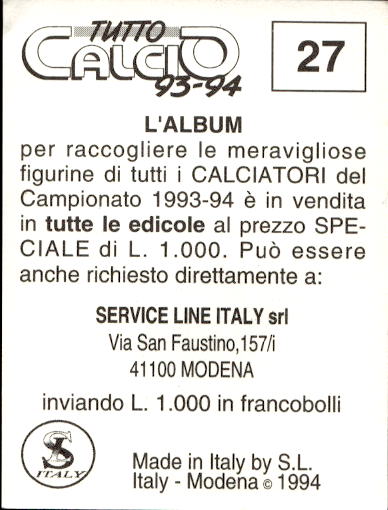 TUTTO
CALCIO
93-94
27
L'ALBUM
per raccogliere le meravigliose
figurine di tutti i CALCIATORI del
Campionato 1993-94 è in vendita
in tutte le edicole al prezzo SPE-
CIALE di L. 1.000. Può essere
anche richiesto direttamente a:
SERVICE LINE ITALY srl
Via San Faustino,157/i
41100 MODENA
inviando L. 1.000 in francobolli
SL
ITALY
Made in Italy by S.L.
Italy - Modena © 1994